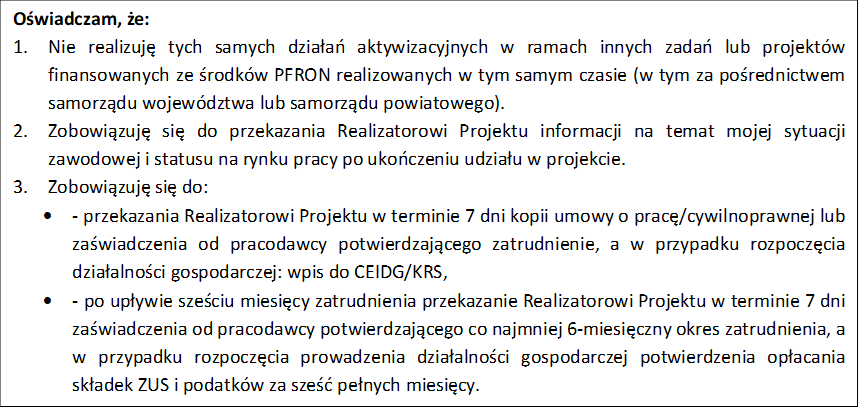 Oświadczam, że:
1. Nie realizuję tych samych działań aktywizacyjnych w ramach innych zadań lub projektów
finansowanych ze środków PFRON realizowanych w tym samym czasie (w tym za pośrednictwem
samorządu województwa lub samorządu powiatowego).
2. Zobowiązuję się do przekazania Realizatorowi Projektu informacji na temat mojej sytuacji
zawodowej i statusu na rynku pracy po ukończeniu udziału w projekcie.
3. Zobowiązuję się do:
• - przekazania Realizatorowi Projektu w terminie 7 dni kopii umowy o pracę/cywilnoprawnej lub
zaświadczenia od pracodawcy potwierdzającego zatrudnienie, a w przypadku rozpoczęcia
działalności gospodarczej: wpis do CEIDG/KRS,
• - po upływie sześciu miesięcy zatrudnienia przekazanie Realizatorowi Projektu w terminie 7 dni
zaświadczenia od pracodawcy potwierdzającego co najmniej 6-miesięczny okres zatrudnienia, a
w przypadku rozpoczęcia prowadzenia działalności gospodarczej potwierdzenia opłacania
składek ZUS i podatków za sześć pełnych miesięcy.